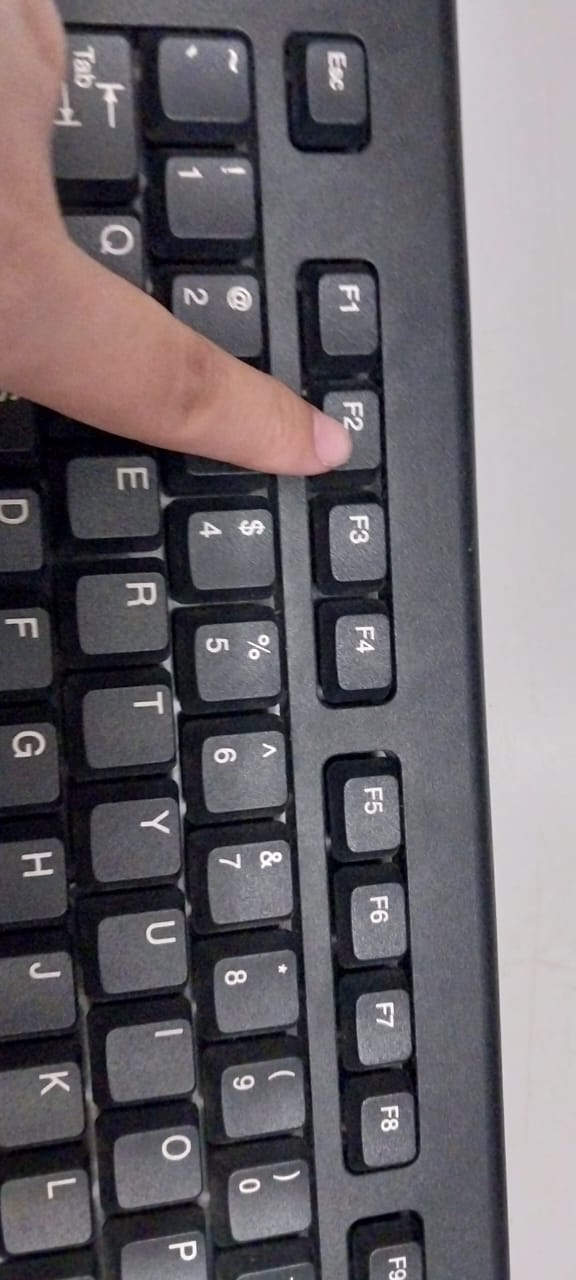 Esc F1 F2 F3 F4 F5 F6 F7 F8 F9
~ ! @ $ % ^ & * ( )
` 1 2 4 5 6 7 8 9 0
Tab Q E R T Y U I O P
D F G H J K L